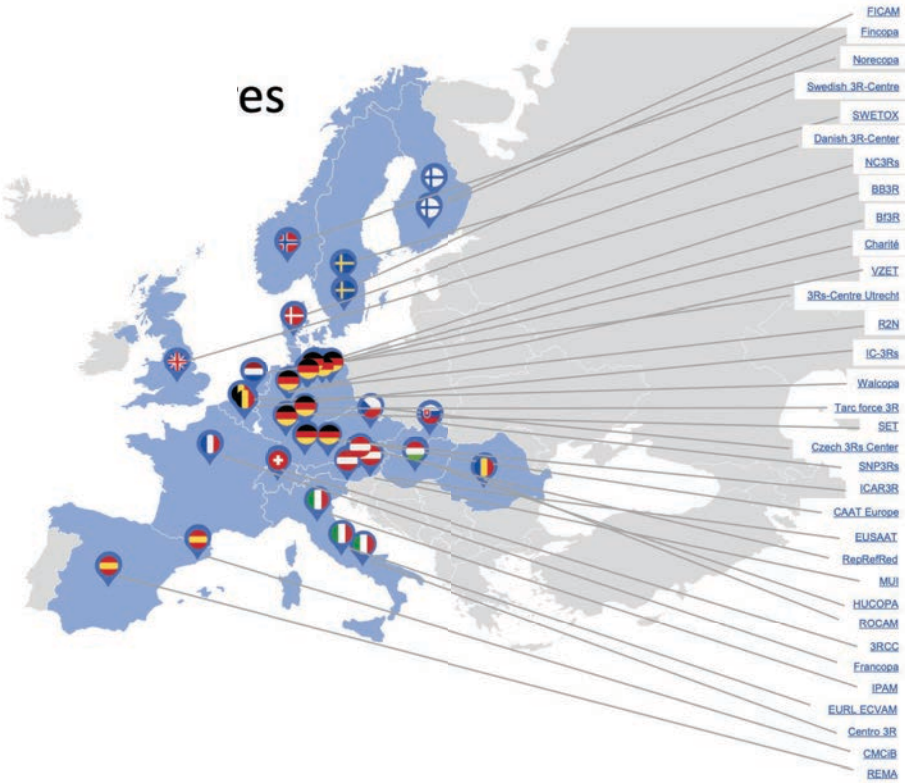 es
FICAM
Fincopa
Norecopa
Swedish 3R-Centre
SWETOX
Danish 3R-Center
NC3Rs
BB3R
Bf3R
Charité
VZET
3Rs-Centre Utrecht
R2N
IC-3Rs
Walcopa
Tarc force 3R
SET
Czech 3Rs Center
SNP3Rs
ICAR3R
CAAT Europe
EUSAAT
RepRefRed
MUI
HUCOPA
ROCAM
3RCC
Francopa
IPAM
EURL ECVAM
Centro 3R
CMCiB
REMA